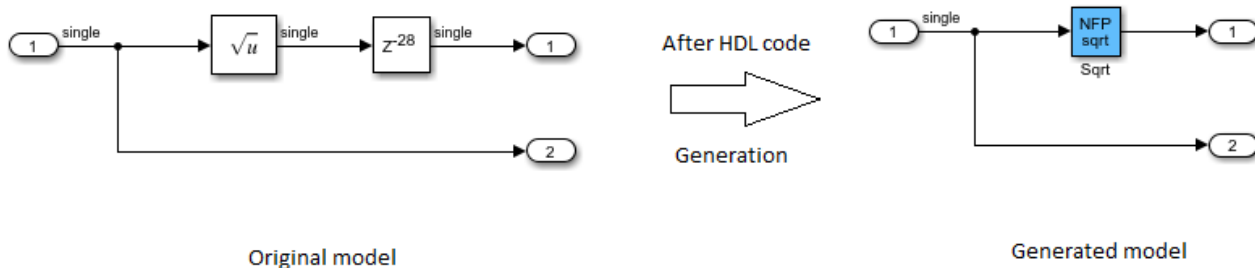 single
1
√u
single
Z⁻²⁸
single
1
2
After HDL code
Generation
single
1
NFP
sqrt
Sqrt
1
2
Original model
Generated model